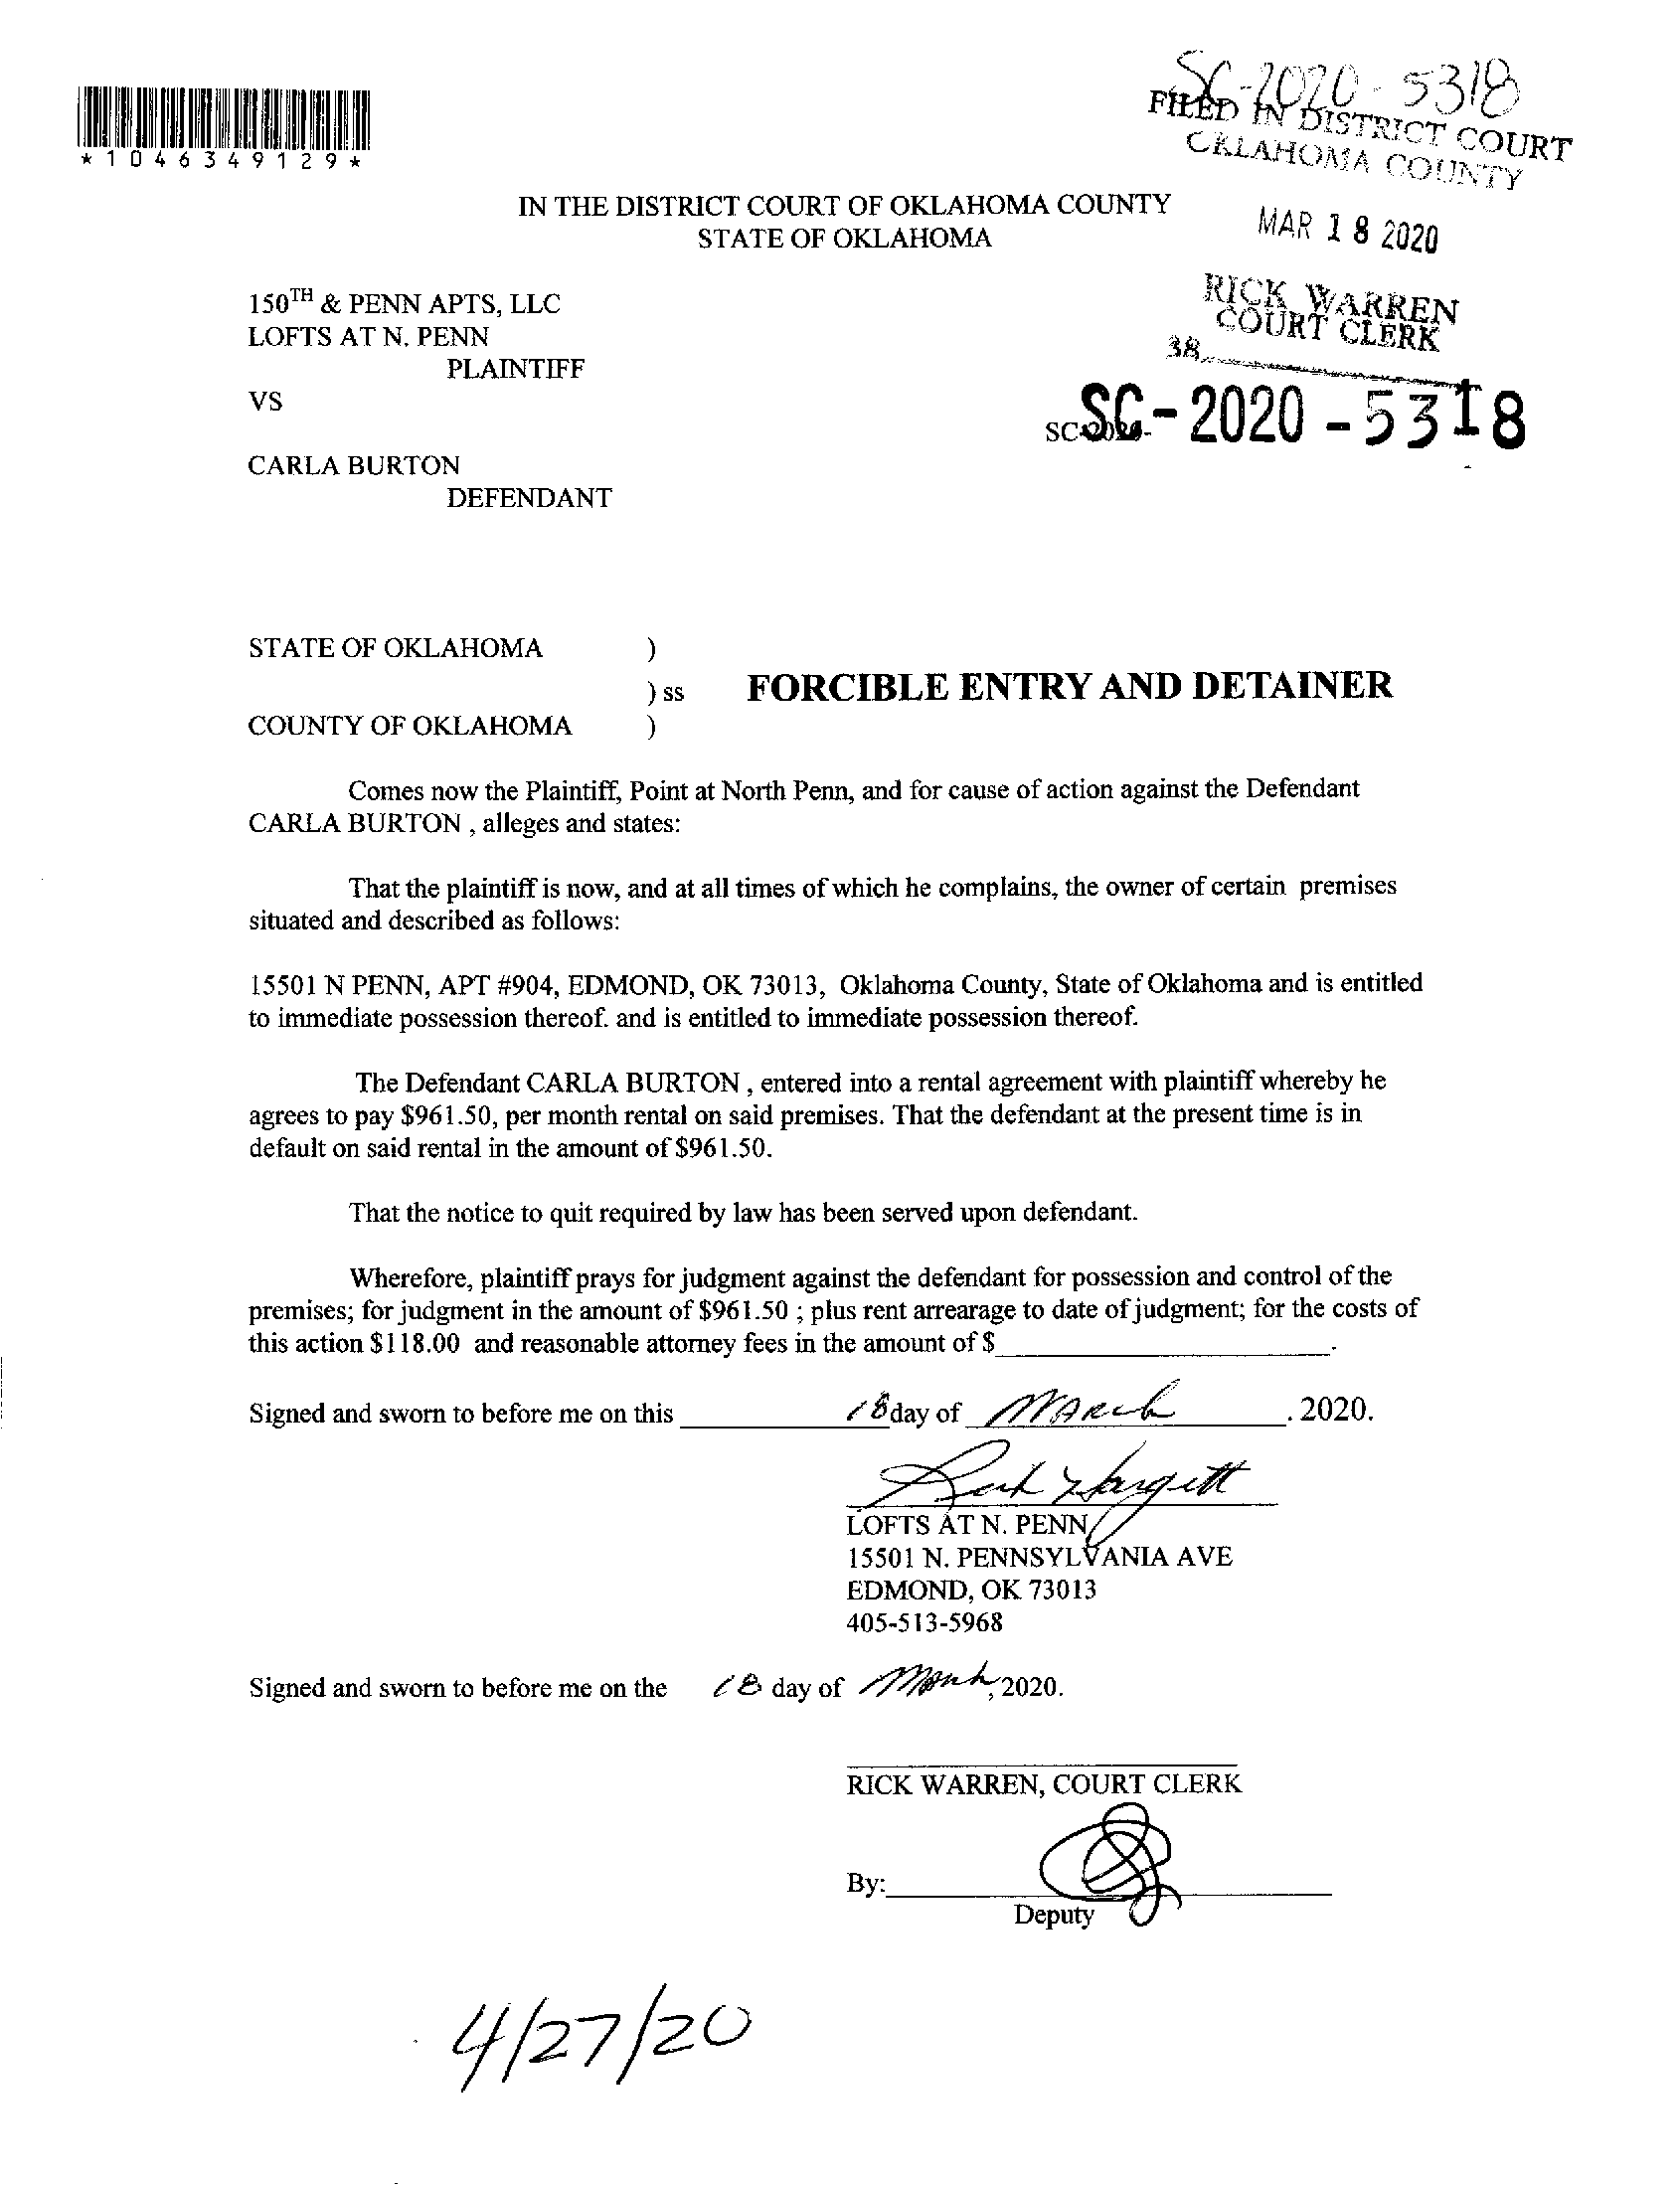 SC-2020-5318
*1046349129*
FILED IN DISTRICT COURT
OKLAHOMA COUNTY
IN THE DISTRICT COURT OF OKLAHOMA COUNTY
STATE OF OKLAHOMA
MAR 18 2020
RICK WARREN
COURT CLERK
38
150TH & PENN APTS, LLC
LOFTS AT N. PENN
PLAINTIFF
VS
SC-2020-5318
CARLA BURTON
DEFENDANT
STATE OF OKLAHOMA )
) ss FORCIBLE ENTRY AND DETAINER
COUNTY OF OKLAHOMA )
Comes now the Plaintiff, Point at North Penn, and for cause of action against the Defendant
CARLA BURTON , alleges and states:
That the plaintiff is now, and at all times of which he complains, the owner of certain premises
situated and described as follows:
15501 N PENN, APT #904, EDMOND, OK 73013, Oklahoma County, State of Oklahoma and is entitled
to immediate possession thereof. and is entitled to immediate possession thereof.
The Defendant CARLA BURTON , entered into a rental agreement with plaintiff whereby he
agrees to pay $961.50, per month rental on said premises. That the defendant at the present time is in
default on said rental in the amount of $961.50.
That the notice to quit required by law has been served upon defendant.
Wherefore, plaintiff prays for judgment against the defendant for possession and control of the
premises; for judgment in the amount of $961.50 ; plus rent arrearage to date of judgment; for the costs of
this action $118.00 and reasonable attorney fees in the amount of $____.
Signed and sworn to before me on this 18 day of MARch . 2020.
Hargett
LOFTS AT N. PENN
15501 N. PENNSYLVANIA AVE
EDMOND, OK 73013
405-513-5968
Signed and sworn to before me on the 18 day of March, 2020.
RICK WARREN, COURT CLERK
By:
Deputy
4/27/20